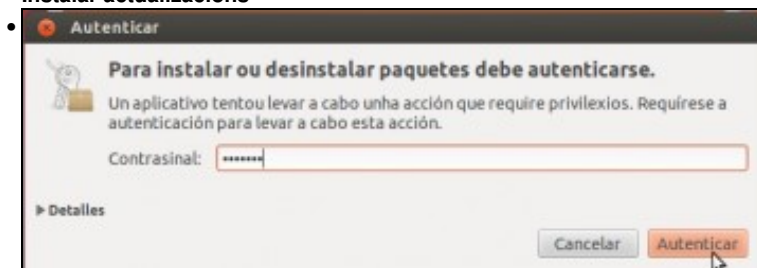 Instalar actualizacións
Autenticar
Para instalar ou desinstalar paquetes debe autenticarse.
Un aplicativo tentou levar a cabo unha acción que require privilexios. Requírese a
autenticación para levar a cabo esta acción.
Contrasinal: •••••••
Detalles
Cancelar Autenticar